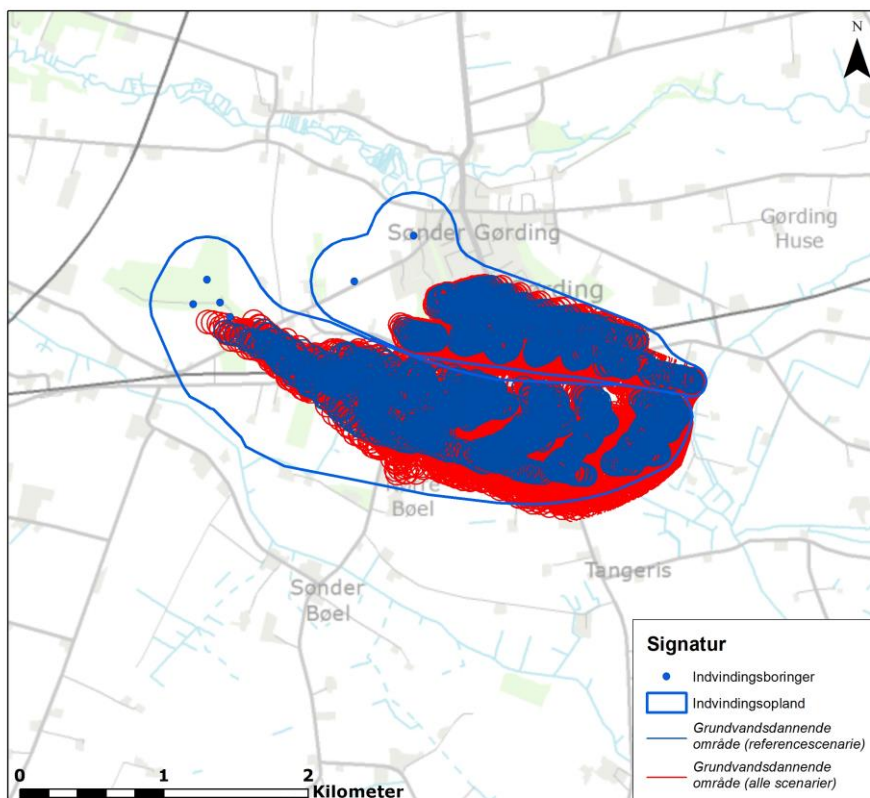 N
Sønder Gørding
Gørding
Huse
Bøel
Tangeris
Sønder
Bøel
Signatur
Indvindingsboringer
Indvindingsopland
Grundvandsdannende
område (referencescenarie)
Grundvandsdannende
område (alle scenarier)
0 1 2
Kilometer